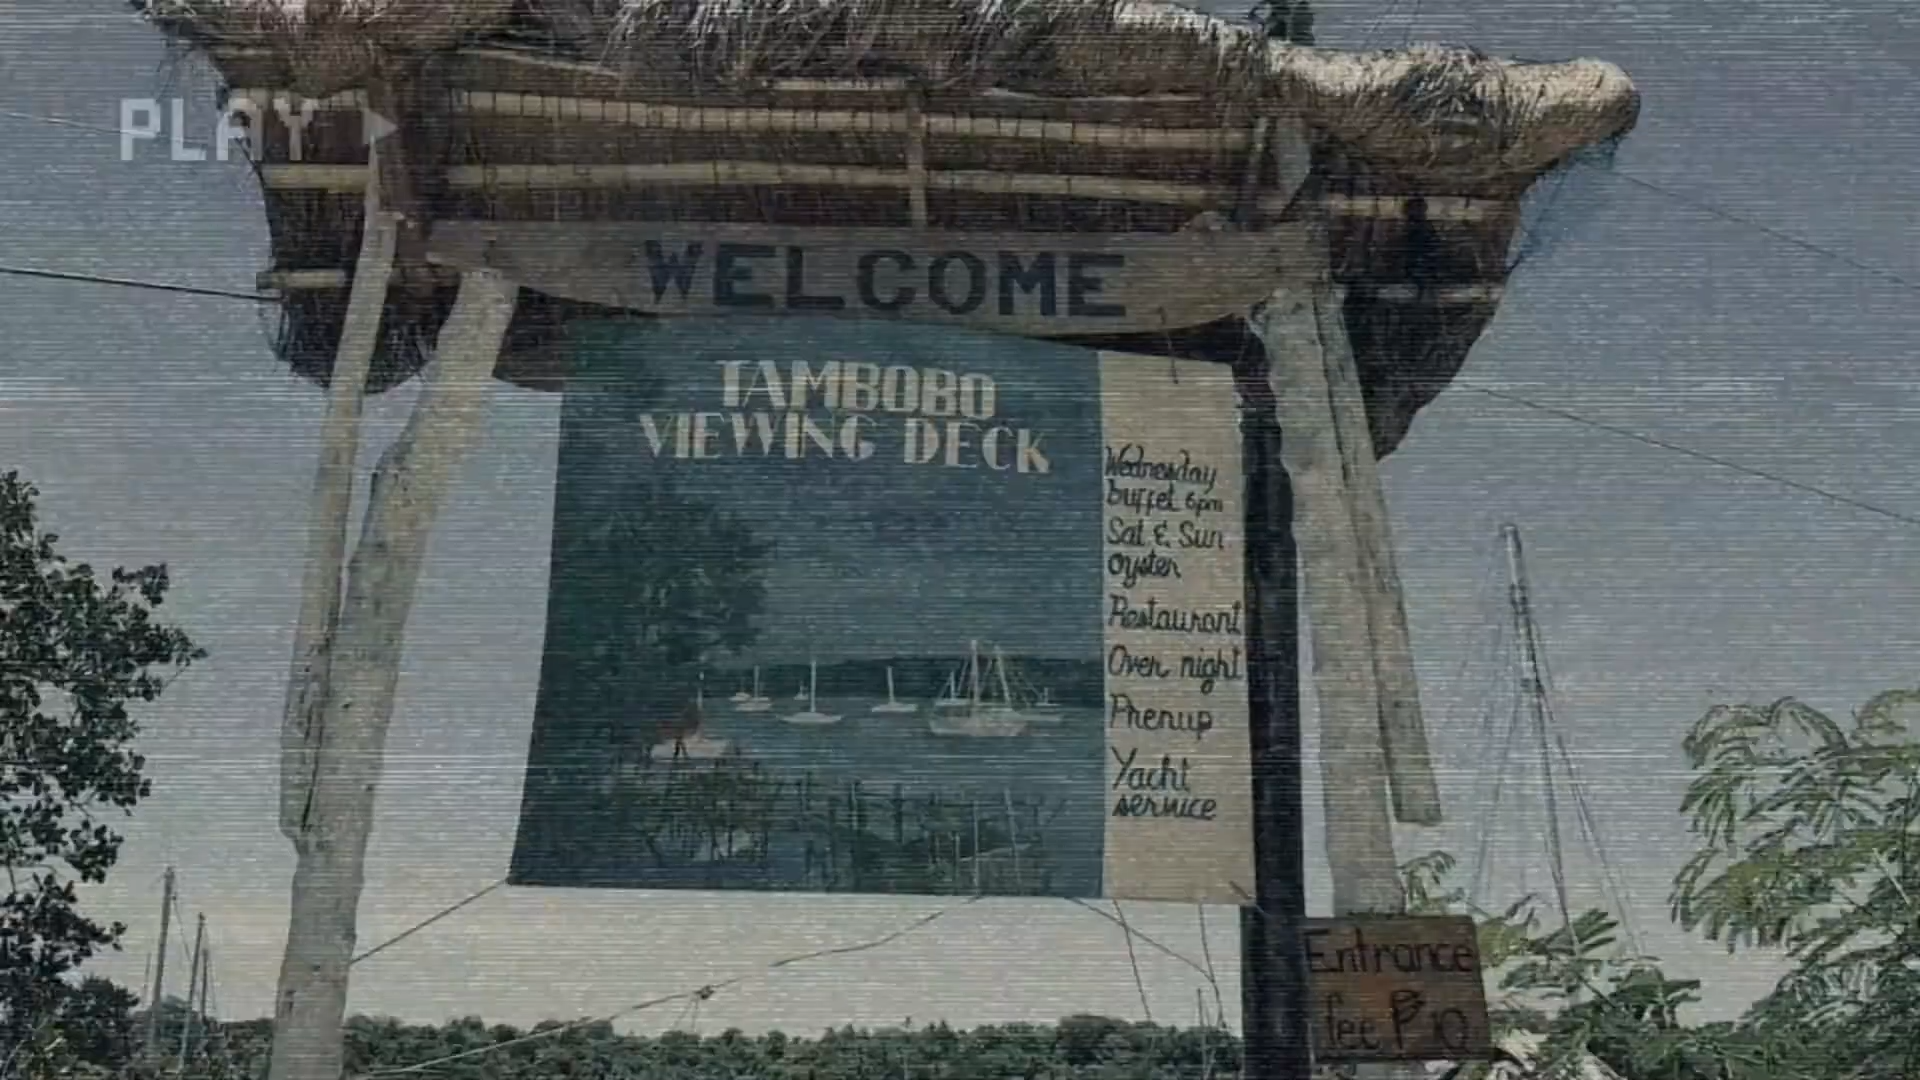 PLAY
WELCOME
TAMBOBO
VIEWING DECK
Wednesday
buffet 6pm
Sat & Sun
oyster
Restaurant
Over night
Prenup
Yacht
service
Entrance
fee ₱ 10